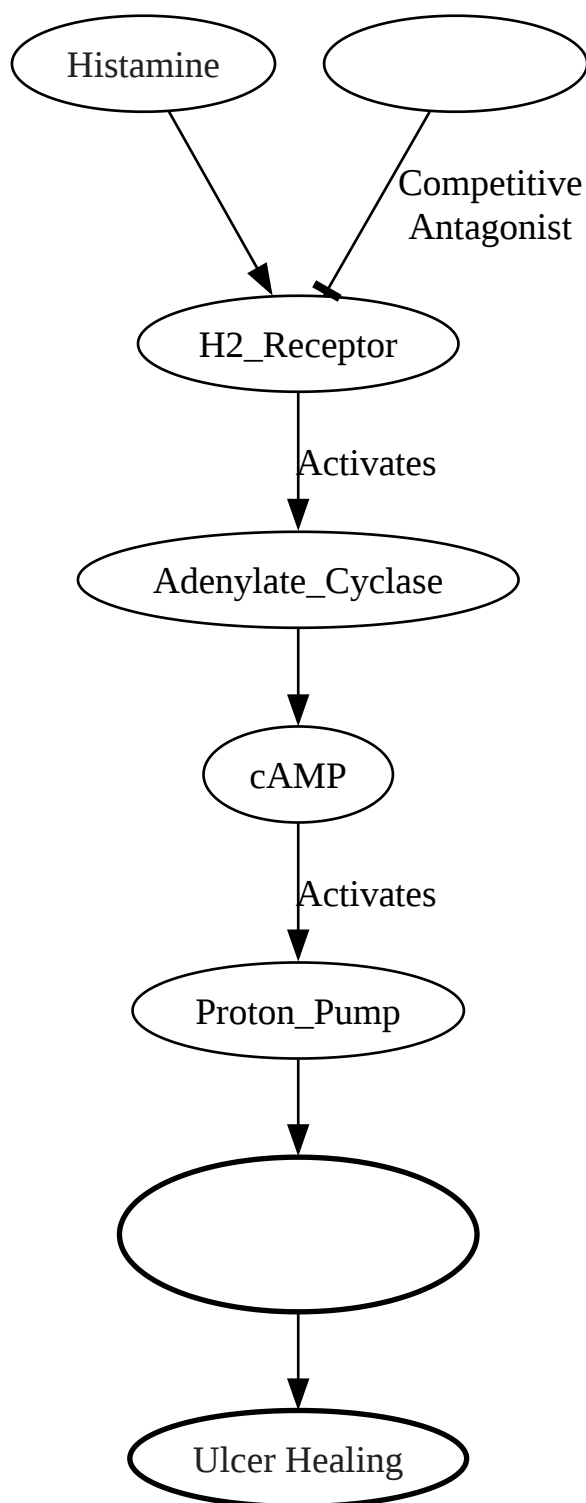 Histamine
Competitive
Antagonist
H2_Receptor
Activates
Adenylate_Cyclase
cAMP
Activates
Proton_Pump
Ulcer Healing